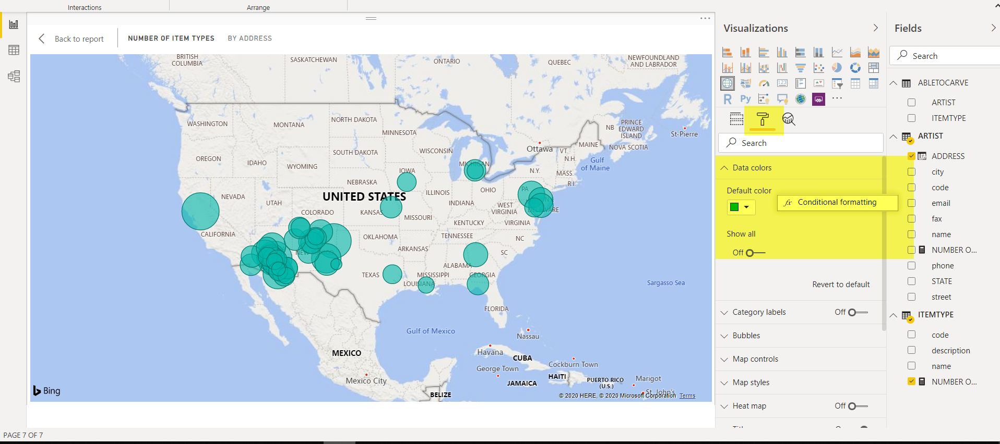 Interactions
Arrange
Back to report
NUMBER OF ITEM TYPES BY ADDRESS
BRITISH
COLUMBIA
SASKATCHEWAN
ONTARIO
QUEBEC
NEWFOUNDLAND
AND LABRADOR
WASHINGTON
MONTANA
NORTH DAKOTA
MINNESOTA
NB
PRINCE
EDWARD
ISLAND
St-Pierre
Ottawa
VT.
MAINE
NOVA SCOTIA
OREGON
IDAHO
WYOMING
SOUTH DAKOTA
WISCONSIN
MICHIGAN
N.H.
Gulf
of Maine
IOWA
N.Y.
MASS.
R.I.
NEBRASKA
NEVADA
UTAH
UNITED STATES
ILLINOIS
OHIO
PA
INDIANA
COLORADO
KANSAS
MISSOURI
WEST
VIRGINIA
DELAWARE
KENTUCKY
VIRGINIA
CALIFORNIA
OKLAHOMA
TENNESSEE
NC
ARKANSAS
SC
ALABAMA
TEXAS
MISSISSIPPI
GEORGIA
LOUISIANA
Sargasso Sea
FLORIDA
Gulf of Mexico
Nassau
MEXICO
Havana
CUBA
George Town
Cockburn Town
JAMAICA
HAITI
PUERTO RICO
(U.S.)
Marigot
St. John's
Mexico City
BELIZE
Bing
© 2020 HERE, © 2020 Microsoft Corporation Terms
PAGE 7 OF 7
Visualizations
R Py
Search
Data colors
Default color
fx Conditional formatting
Show all
Off
Revert to default
Category labels Off
Bubbles
Map controls
Map styles
Heat map Off
Fields
Search
ABLETOCARVE
ARTIST
ITEMTYPE
ARTIST
ADDRESS
city
code
email
fax
name
NUMBER O...
phone
STATE
street
ITEMTYPE
code
description
name
NUMBER O...